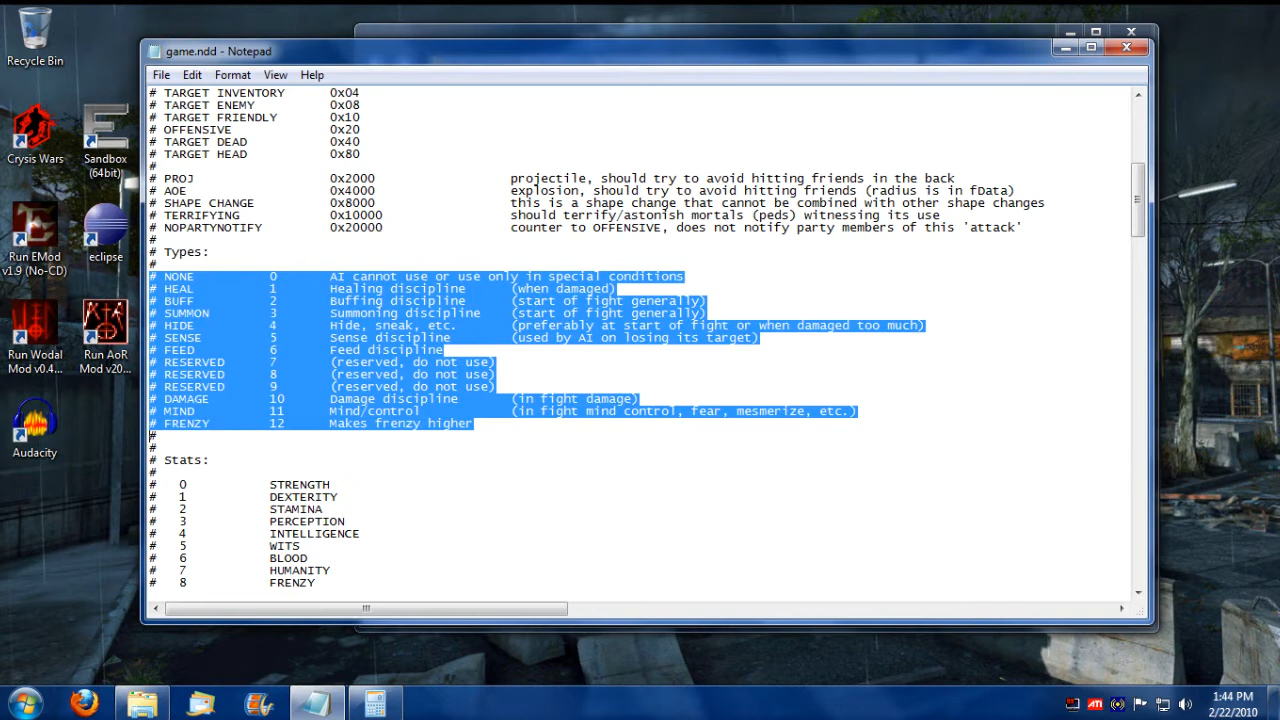 Recycle Bin
Crysis Wars
Sandbox
(64bit)
Run EMod
v1.9 (No-CD)
eclipse
Run Wodal
Mod v0.4...
Run AoR
Mod v20...
Audacity
game.ndd - Notepad
File Edit Format View Help
# TARGET INVENTORY 0x04
# TARGET ENEMY 0x08
# TARGET FRIENDLY 0x10
# OFFENSIVE 0x20
# TARGET DEAD 0x40
# TARGET HEAD 0x80
#
# PROJ 0x2000 projectile, should try to avoid hitting friends in the back
# AOE 0x4000 explosion, should try to avoid hitting friends (radius is in fData)
# SHAPE CHANGE 0x8000 this is a shape change that cannot be combined with other shape changes
# TERRIFYING 0x10000 should terrify/astonish mortals (peds) witnessing its use
# NOPARTYNOTIFY 0x20000 counter to OFFENSIVE, does not notify party members of this 'attack'
#
# Types:
#
# NONE 0 AI cannot use or use only in special conditions
# HEAL 1 Healing discipline (when damaged)
# BUFF 2 Buffing discipline (start of fight generally)
# SUMMON 3 Summoning discipline (start of fight generally)
# HIDE 4 Hide, sneak, etc. (preferably at start of fight or when damaged too much)
# SENSE 5 Sense discipline (used by AI on losing its target)
# FEED 6 Feed discipline
# RESERVED 7 (reserved, do not use)
# RESERVED 8 (reserved, do not use)
# RESERVED 9 (reserved, do not use)
# DAMAGE 10 Damage discipline (in fight damage)
# MIND 11 Mind/control (in fight mind control, fear, mesmerize, etc.)
# FRENZY 12 Makes frenzy higher
#
#
# Stats:
#
# 0 STRENGTH
# 1 DEXTERITY
# 2 STAMINA
# 3 PERCEPTION
# 4 INTELLIGENCE
# 5 WITS
# 6 BLOOD
# 7 HUMANITY
# 8 FRENZY
ATI
1:44 PM
2/22/2010